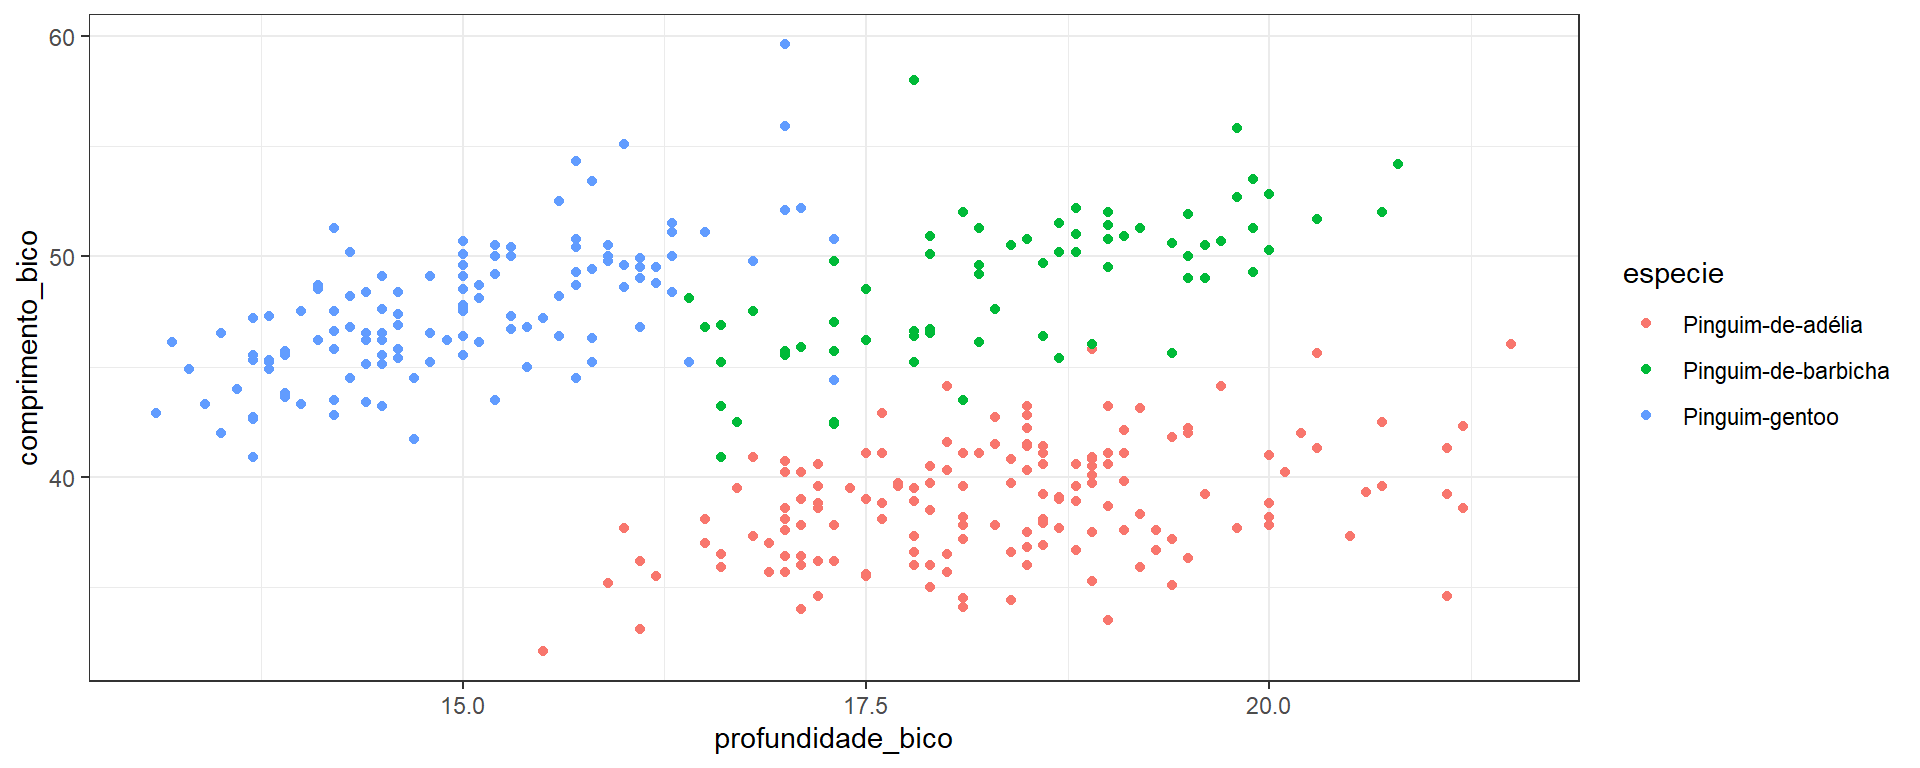 60
50
40
comprimento_bico
15.0
17.5
20.0
profundidade_bico
especie
Pinguim-de-adélia
Pinguim-de-barbicha
Pinguim-gentoo